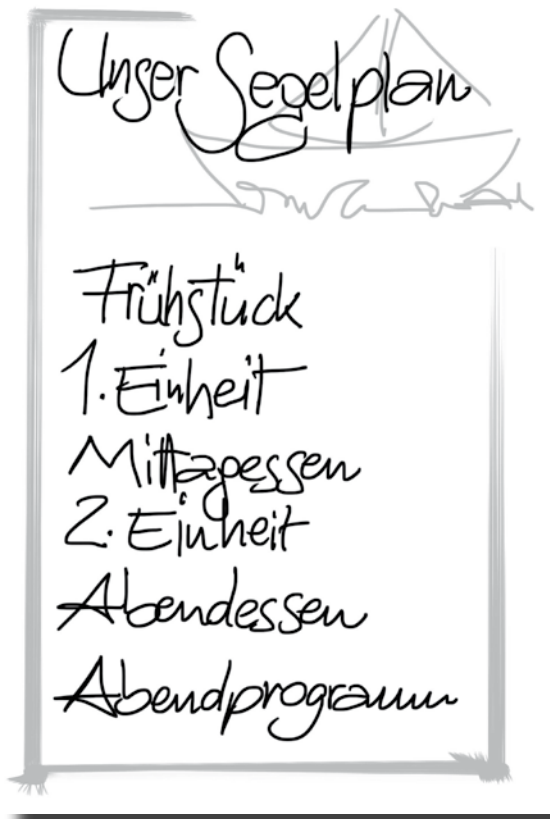 Unser Segelplan
Frühstück
1. Einheit
Mittagessen
2. Einheit
Abendessen
Abendprogramm